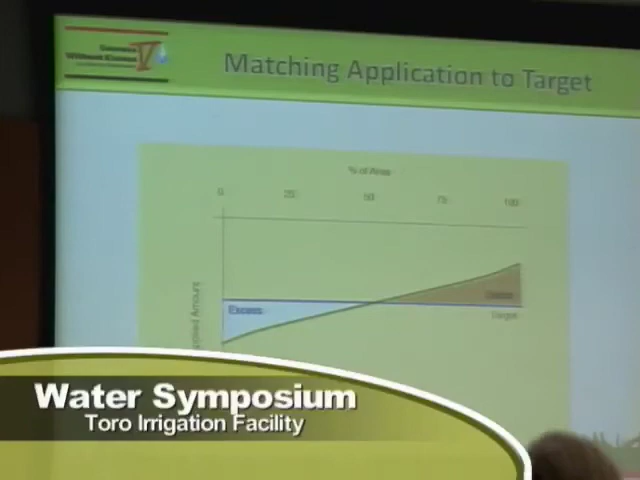 Matching Application to Target
% of Area
0
25
50
75
100
Excess
Target
Water Symposium
Toro Irrigation Facility